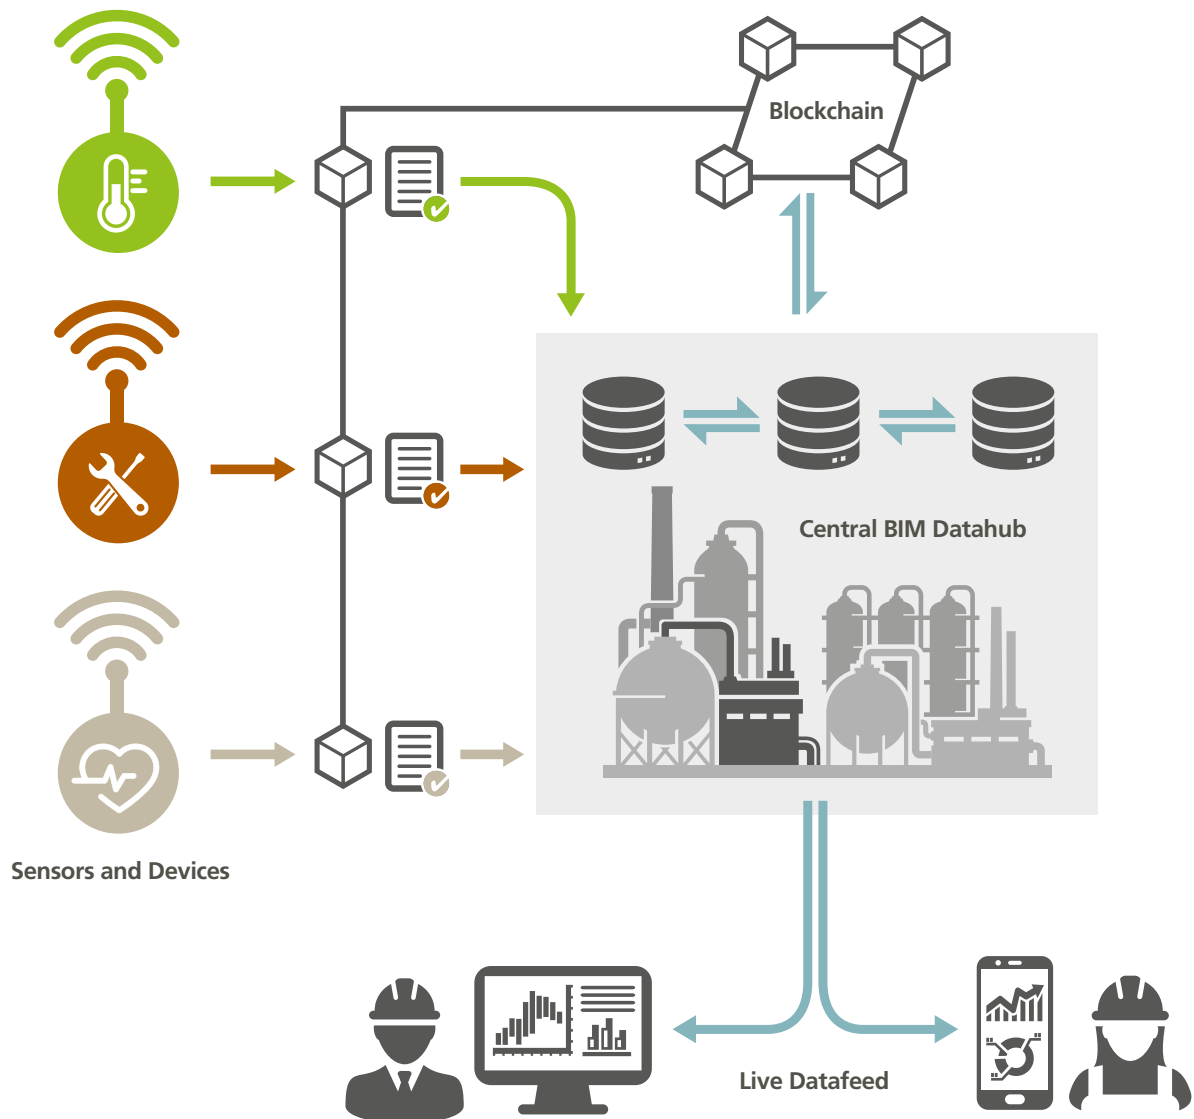 Blockchain
Central BIM Datahub
Sensors and Devices
Live Datafeed